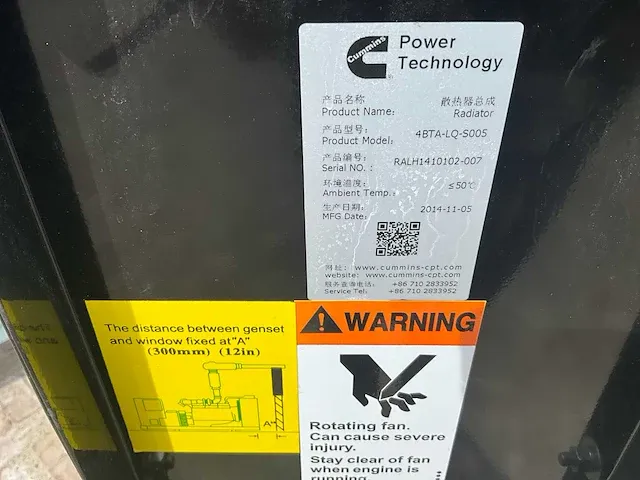 Cummins
Power
Technology
产品名称
Product Name:
散热器总成
Radiator
产品型号:
Product Model:
4BTA-LQ-S005
产品编号:
Serial NO. :
RALH1410102-007
环境温度:
Ambient Temp.:
≤50℃
生产日期:
MFG Date:
2014-11-05
网址: www.cummins-cpt.com
website: www.cummins-cpt.com
服务查询电话: +86 710 2833952
Service Tel: +86 710 2833952
The distance between genset
and window fixed at"A"
(300mm) (12in)
A
WARNING
Rotating fan.
Can cause severe
injury.
Stay clear of fan
when engine is
running.